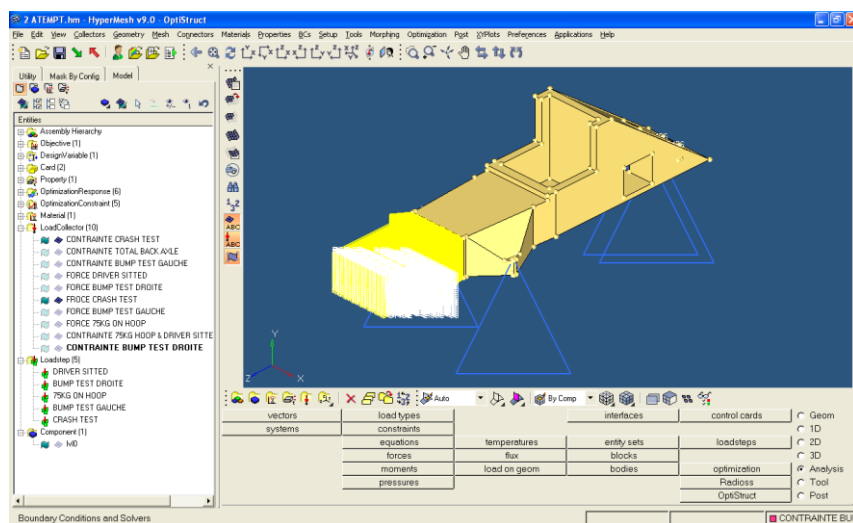 2 ATEMPT.hm - HyperMesh v9.0 - OptiStruct
File Edit View Collectors Geometry Mesh Connectors Materials Properties BCs Setup Tools Morphing Optimization Post XYPlots Preferences Applications Help
Utility Mask By Config Model
Entities
Assembly Hierarchy
Objective (1)
DesignVariable (1)
Card (2)
Property (1)
OptimizationResponse (6)
OptimizationConstraint (5)
Material (1)
LoadCollector (10)
CONTRAINTE CRASH TEST
CONTRAINTE TOTAL BACK AXLE
CONTRAINTE BUMP TEST GAUCHE
FORCE DRIVER SITTED
FORCE BUMP TEST DROITE
FROCE CRASH TEST
FORCE BUMP TEST GAUCHE
FORCE 75KG ON HOOP
CONTRAINTE 75KG HOOP & DRIVER SITTE
CONTRAINTE BUMP TEST DROITE
Loadstep (5)
DRIVER SITTED
BUMP TEST DROITE
75KG ON HOOP
BUMP TEST GAUCHE
CRASH TEST
Component (1)
lvl0
123
ABC
ABC
Y
Z X
Auto By Comp
vectors load types interfaces control cards Geom
systems constraints 1D
equations temperatures entity sets loadsteps 2D
forces flux blocks 3D
moments load on geom bodies optimization Analysis
pressures Radioss Tool
OptiStruct Post
Boundary Conditions and Solvers CONTRAINTE BU